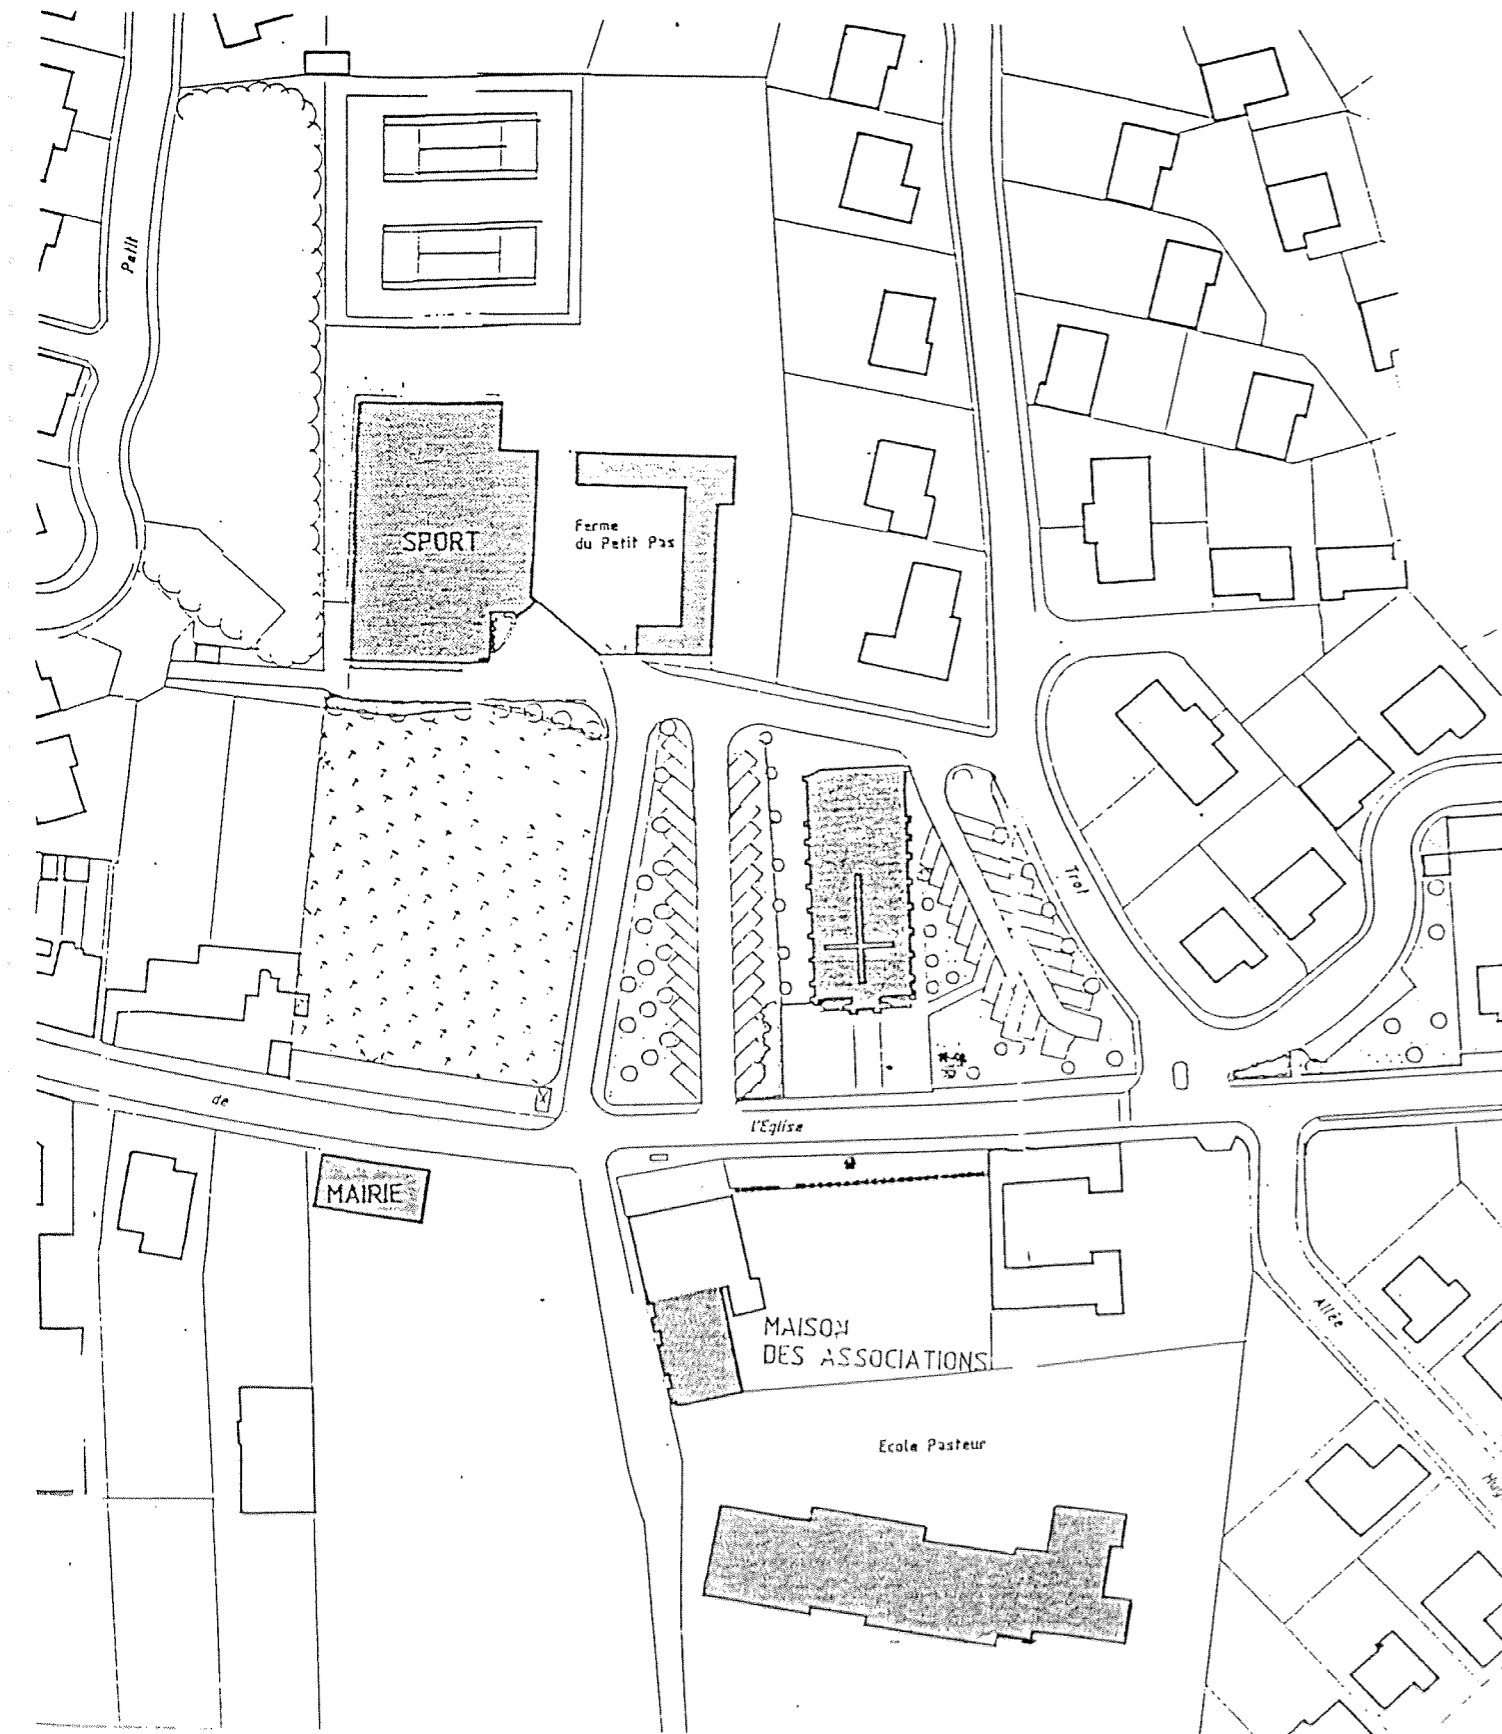 Petit
SPORT
Ferme
du Petit Pas
Trot
de
l'Eglise
MAIRIE
Allée
MAISON
DES ASSOCIATIONS
Ecole Pasteur